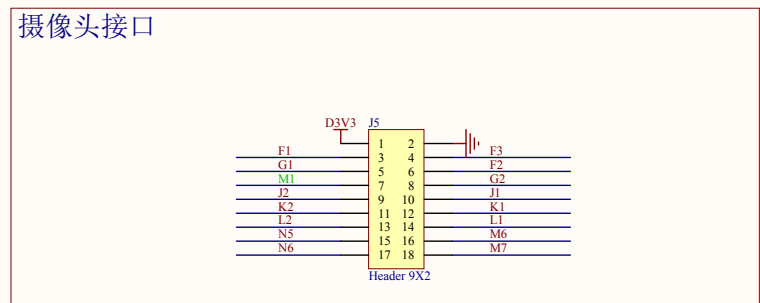 摄像头接口
D3V3 J5
1 2
F1 3 4 F3
G1 5 6 F2
M1 7 8 G2
J2 9 10 J1
K2 11 12 K1
L2 13 14 L1
N5 15 16 M6
N6 17 18 M7
Header 9X2